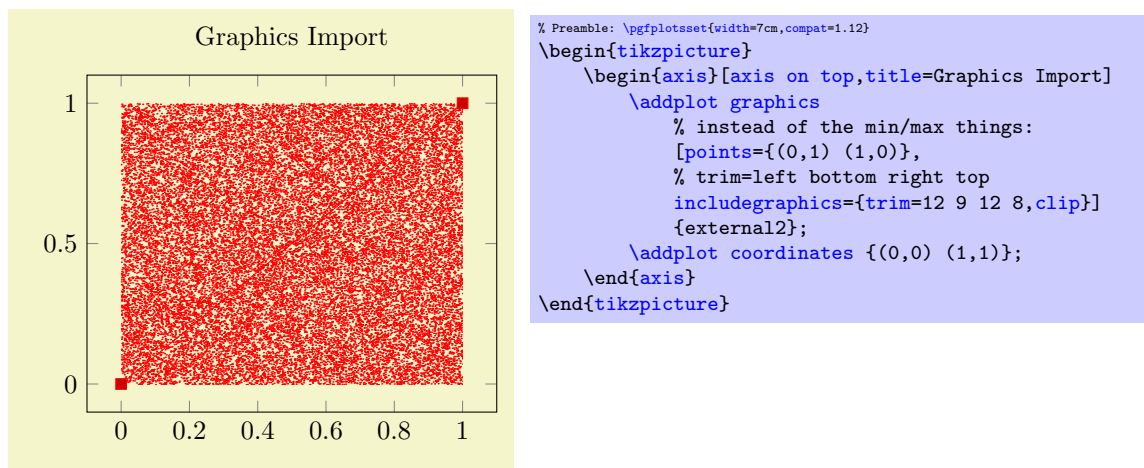 Graphics Import
1
0.5
0
0 0.2 0.4 0.6 0.8 1
% Preamble: \pgfplotsset{width=7cm,compat=1.12}
\begin{tikzpicture}
\begin{axis}[axis on top,title=Graphics Import]
\addplot graphics
% instead of the min/max things:
[points={(0,1) (1,0)},
% trim=left bottom right top
includegraphics={trim=12 9 12 8,clip}]
{external2};
\addplot coordinates {(0,0) (1,1)};
\end{axis}
\end{tikzpicture}